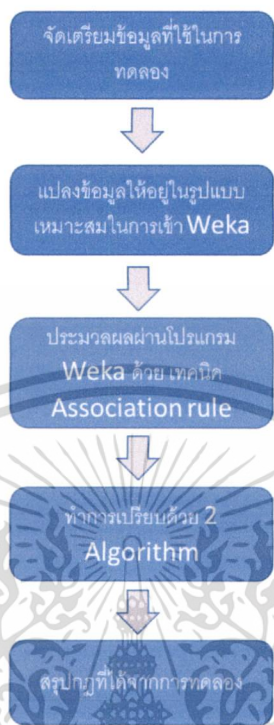 จัดเตรียมข้อมูลที่ใช้ในการ
ทดลอง
แปลงข้อมูลให้อยู่ในรูปแบบ
เหมาะสมในการเข้า Weka
ประมวลผลผ่านโปรแกรม
Weka ด้วย เทคนิค
Association rule
ทำการเปรียบด้วย 2
Algorithm
สรุปกฎที่ได้จากการทดลอง